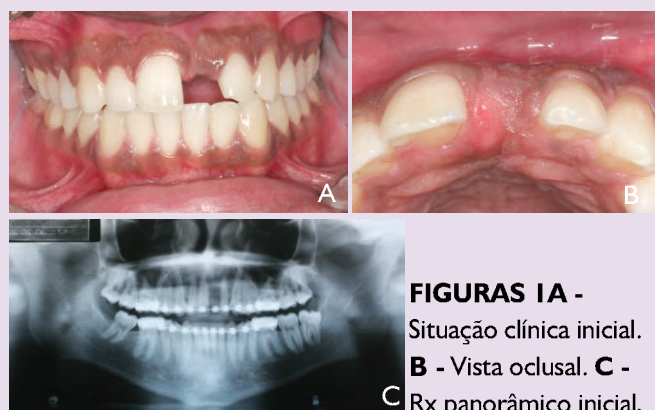 A
B
C
FIGURAS 1A -
Situação clínica inicial.
B - Vista oclusal. C -
Rx panorâmico inicial.